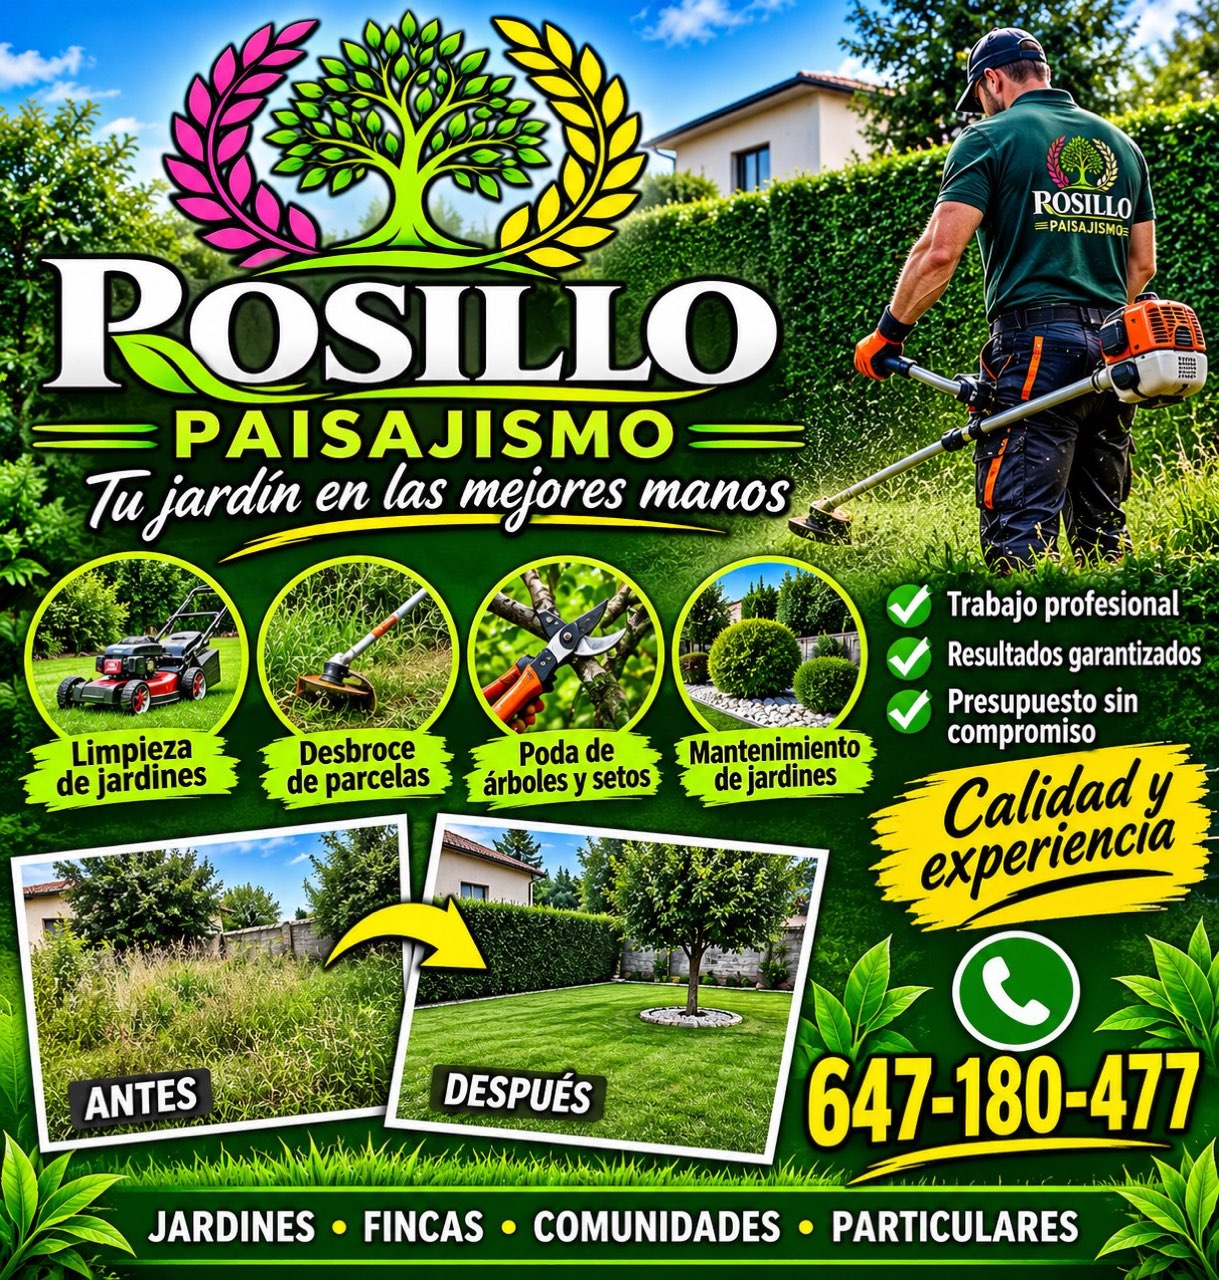 ROSILLO
PAISAJISMO
Tu jardín en las mejores manos
ROSILLO
PAISAJISMO
Limpieza
de jardines
Desbroce
de parcelas
Poda de
árboles y setos
Mantenimiento
de jardines
Trabajo profesional
Resultados garantizados
Presupuesto sin
compromiso
Calidad y
experiencia
ANTES
DESPUÉS
647-180-477
JARDINES • FINCAS • COMUNIDADES • PARTICULARES